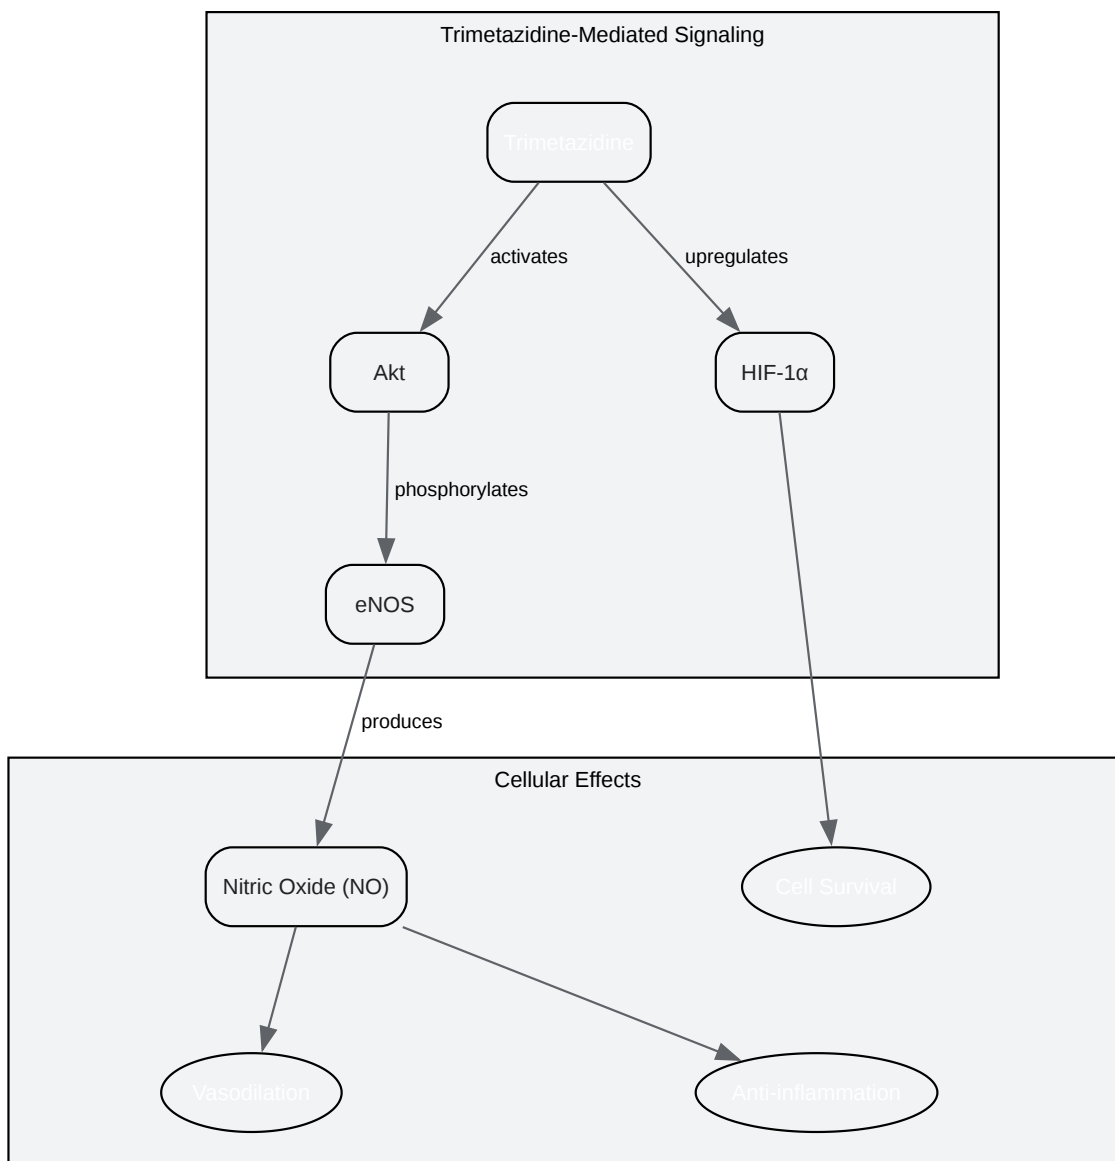 Trimetazidine-Mediated Signaling
Trimetazidine
activates
upregulates
Akt
HIF-1α
phosphorylates
eNOS
produces
Cellular Effects
Nitric Oxide (NO)
Cell Survival
Vasodilation
Anti-inflammation